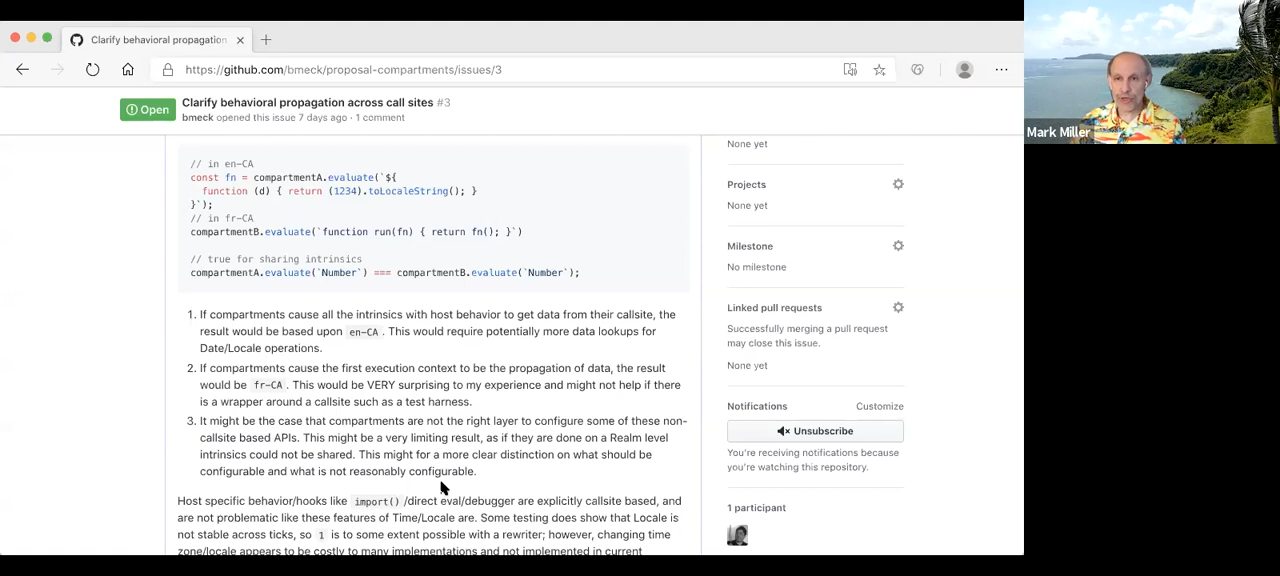 Clarify behavioral propagation
https://github.com/bmeck/proposal-compartments/issues/3
Open
Clarify behavioral propagation across call sites #3
bmeck opened this issue 7 days ago · 1 comment
// in en-CA
const fn = compartmentA.evaluate(`${
function (d) { return (1234).toLocaleString(); }
}`);
// in fr-CA
compartmentB.evaluate(`function run(fn) { return fn(); }`)
// true for sharing intrinsics
compartmentA.evaluate(`Number`) === compartmentB.evaluate(`Number`);
1. If compartments cause all the intrinsics with host behavior to get data from their callsite, the
result would be based upon en-CA . This would require potentially more data lookups for
Date/Locale operations.
2. If compartments cause the first execution context to be the propagation of data, the result
would be fr-CA . This would be VERY surprising to my experience and might not help if there
is a wrapper around a callsite such as a test harness.
3. It might be the case that compartments are not the right layer to configure some of these non-
callsite based APIs. This might be a very limiting result, as if they are done on a Realm level
intrinsics could not be shared. This might for a more clear distinction on what should be
configurable and what is not reasonably configurable.
Host specific behavior/hooks like import() /direct eval/debugger are explicitly callsite based, and
are not problematic like these features of Time/Locale are. Some testing does show that Locale is
not stable across ticks, so 1 is to some extent possible with a rewriter; however, changing time
zone/locale appears to be costly to many implementations and not implemented in current
None yet
Projects
None yet
Milestone
No milestone
Linked pull requests
Successfully merging a pull request
may close this issue.
None yet
Notifications
Customize
Unsubscribe
You're receiving notifications because
you're watching this repository.
1 participant
Mark Miller